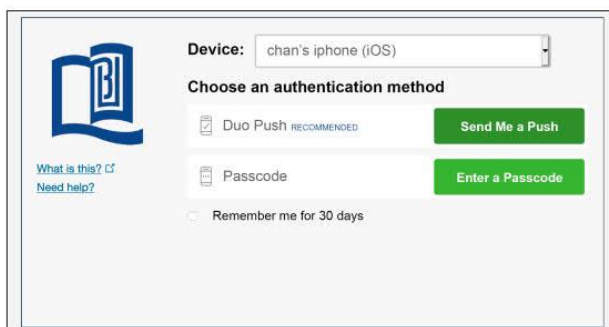 Device: chan's iphone (iOS)
Choose an authentication method
Duo Push RECOMMENDED Send Me a Push
What is this?
Need help?
Passcode Enter a Passcode
Remember me for 30 days